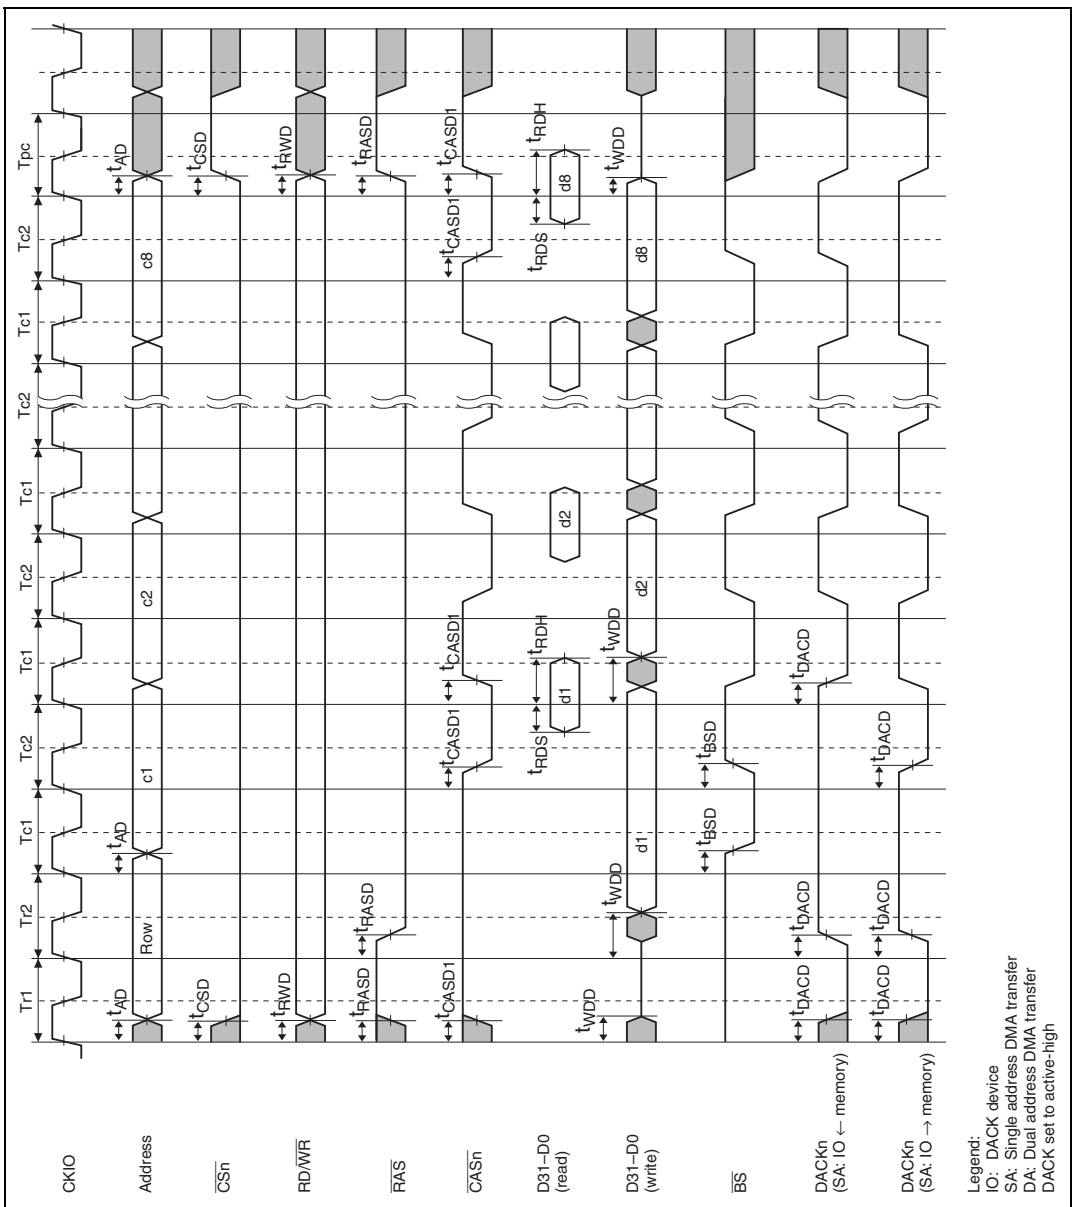 Tr1 Tr2 Tc1 Tc2 Tc1 Tc2 Tc1 Tc2 Tc1 Tc2 Tpc
CKIO
tAD tAD tAD
Address Row c1 c2 c8
tCSD tCSD
CSn
tRWD tRWD
RD/WR
tRASD tRASD tRASD
RAS
tCASD1 tCASD1 tCASD1 tCASD1 tCASD1
CASn
tRDS tRDH tRDS tRDH
D31–D0 d1 d2 d8
(read)
tWDD tWDD tWDD tWDD
D31–D0 d1 d2 d8
(write)
tBSD tBSD
BS
tDACD tDACD tDACD
DACKn
(SA: IO ← memory)
tDACD tDACD tDACD
DACKn
(SA: IO → memory)
Legend:
IO: DACK device
SA: Single address DMA transfer
DA: Dual address DMA transfer
DACK set to active-high